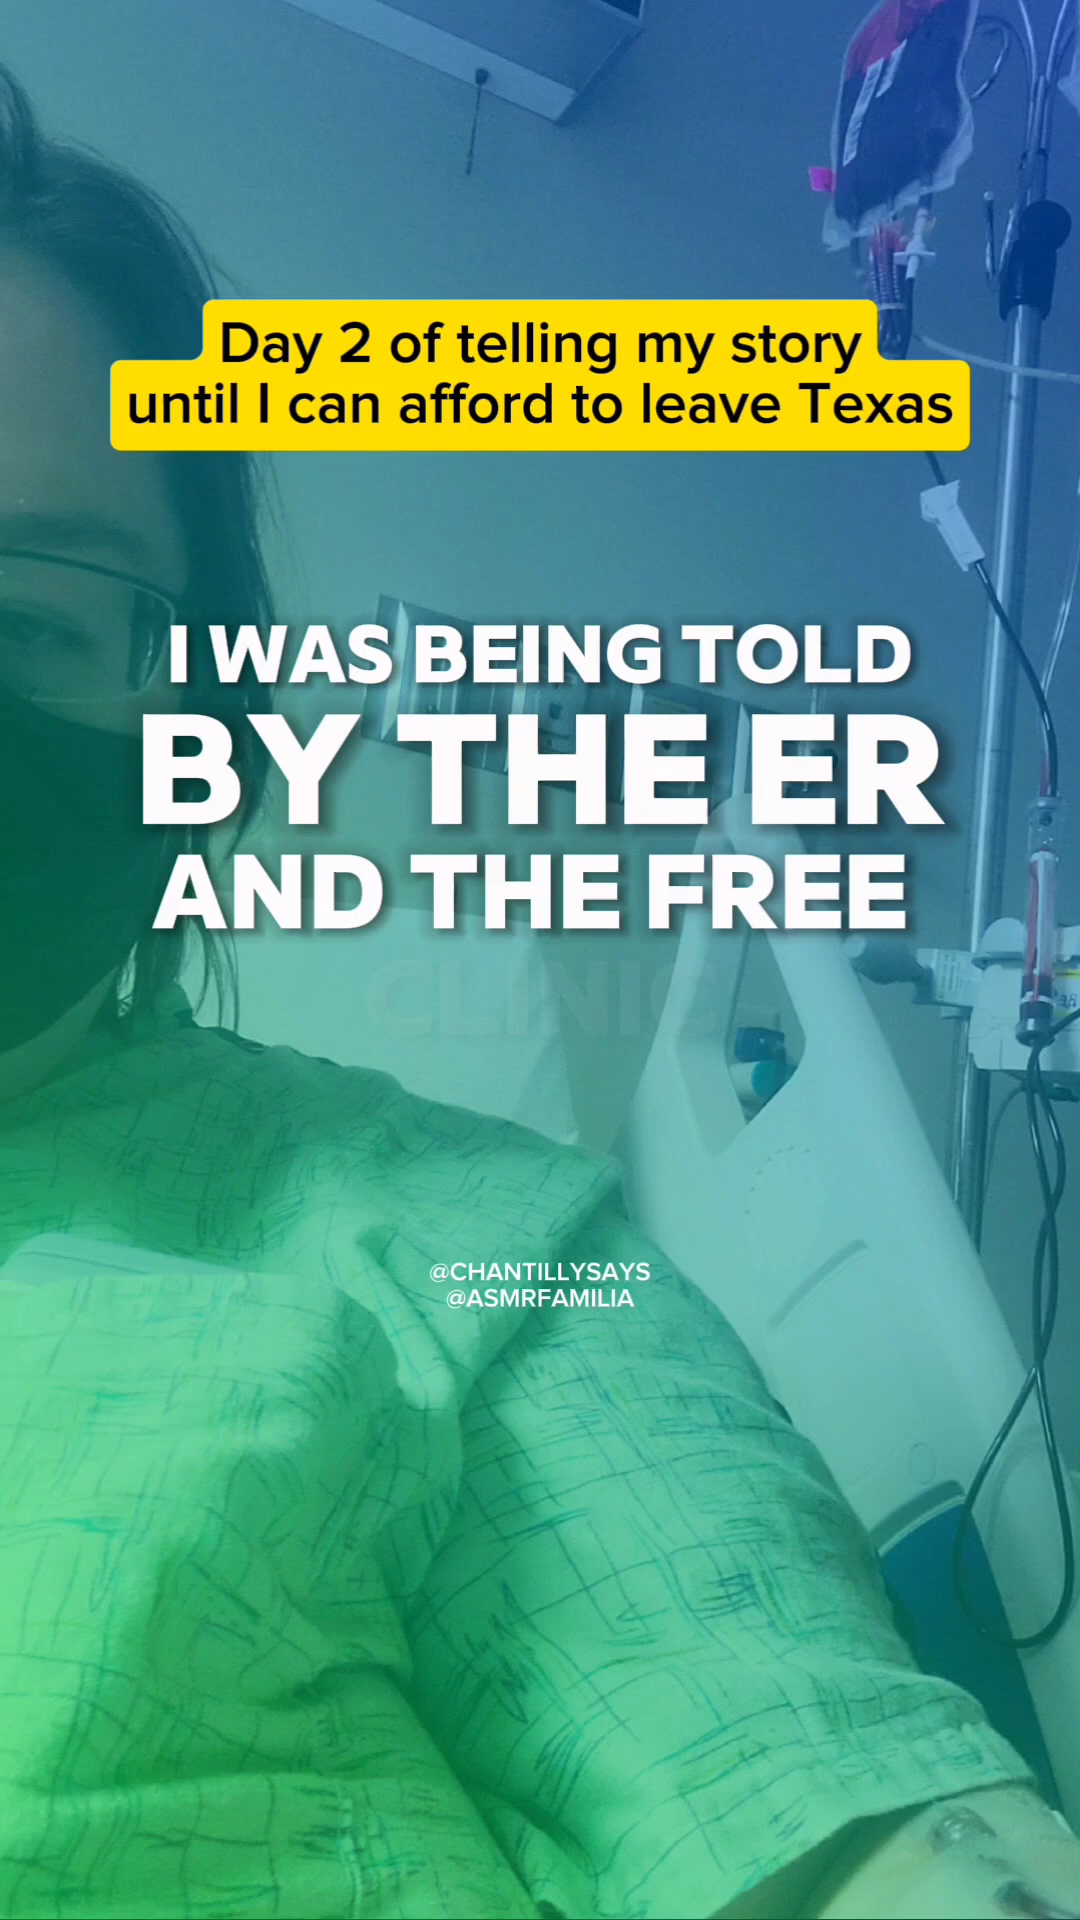 Day 2 of telling my story
until I can afford to leave Texas
I WAS BEING TOLD
BY THE ER
AND THE FREE
CLINIC
@CHANTILLYSAYS
@ASMRFAMILIA